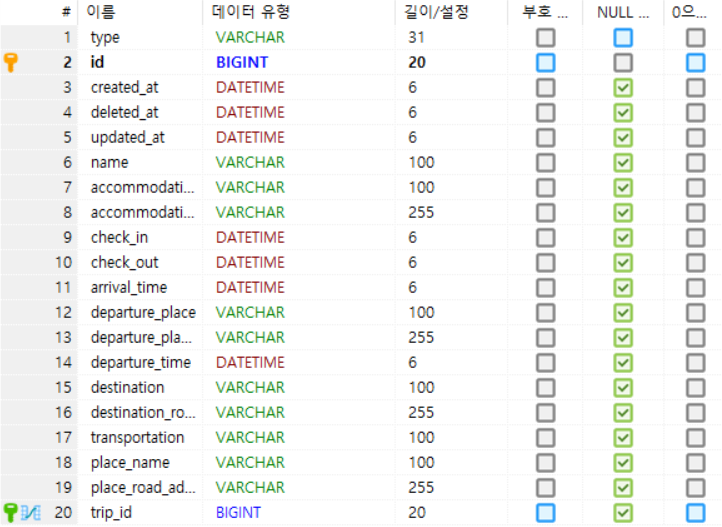 # 이름 데이터 유형 길이/설정 부호 ... NULL ... 0으...
1 type VARCHAR 31
2 id BIGINT 20
3 created_at DATETIME 6
4 deleted_at DATETIME 6
5 updated_at DATETIME 6
6 name VARCHAR 100
7 accommodati... VARCHAR 100
8 accommodati... VARCHAR 255
9 check_in DATETIME 6
10 check_out DATETIME 6
11 arrival_time DATETIME 6
12 departure_place VARCHAR 100
13 departure_pla... VARCHAR 255
14 departure_time DATETIME 6
15 destination VARCHAR 100
16 destination_ro... VARCHAR 255
17 transportation VARCHAR 100
18 place_name VARCHAR 100
19 place_road_ad... VARCHAR 255
20 trip_id BIGINT 20